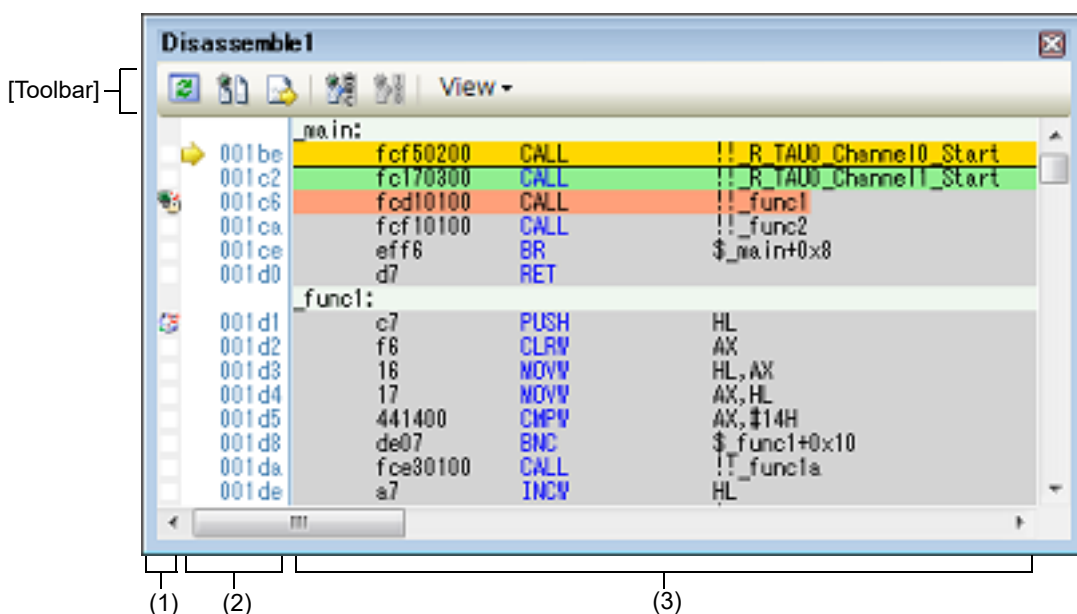 Disassemble1
[Toolbar]
View
_main:
001be fcf50200 CALL !!_R_TAU0_Channel0_Start
001c2 fc170300 CALL !!_R_TAU0_Channel1_Start
001c6 fcd10100 CALL !!_func1
001ca fcf10100 CALL !!_func2
001ce eff6 BR $_main+0x8
001d0 d7 RET
_func1:
001d1 c7 PUSH HL
001d2 f6 CLRW AX
001d3 16 MOVW HL,AX
001d4 17 MOVW AX,HL
001d5 441400 CMPW AX,#14H
001d8 de07 BNC $_func1+0x10
001da fce30100 CALL !!_func1a
001de a7 INCW HL
(1) (2) (3)